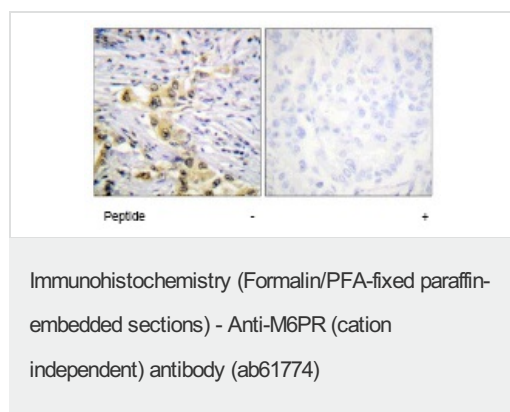 Peptide - +
Immunohistochemistry (Formalin/PFA-fixed paraffin-
embedded sections) - Anti-M6PR (cation
independent) antibody (ab61774)